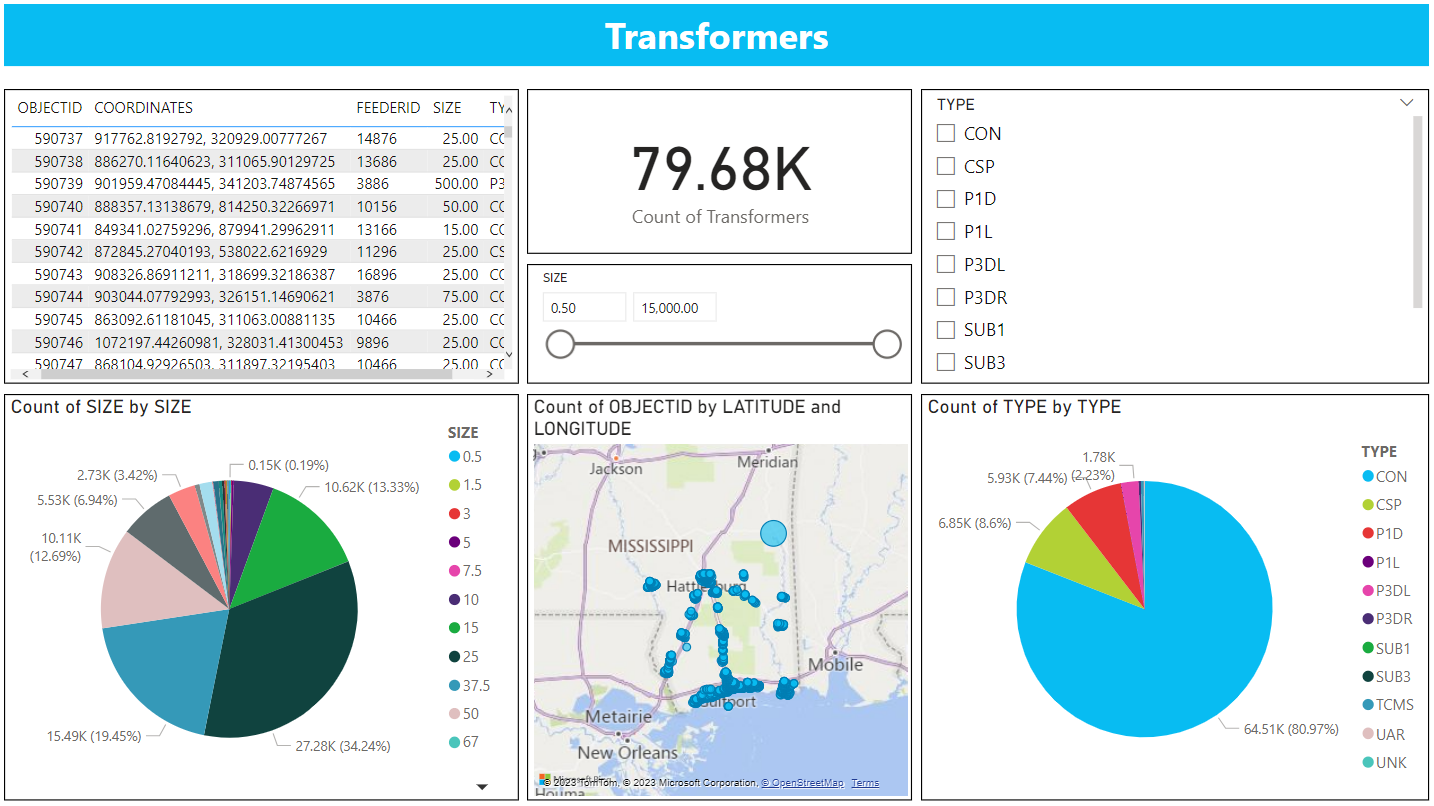 Transformers
OBJECTID COORDINATES FEEDERID SIZE TY
590737 917762.8192792, 320929.00777267 14876 25.00 CC
590738 886270.11640623, 311065.90129725 13686 25.00 CC
590739 901959.47084445, 341203.74874565 3886 500.00 P3
590740 888357.13138679, 814250.32266971 10156 50.00 CC
590741 849341.02759296, 879941.29962911 13166 15.00 CC
590742 872845.27040193, 538022.6216929 11296 25.00 CS
590743 908326.86911211, 318699.32186387 16896 25.00 CC
590744 903044.07792993, 326151.14690621 3876 75.00 CC
590745 863092.61181045, 311063.00881135 10466 25.00 CC
590746 1072197.44260981, 328031.41300453 9896 25.00 CC
590747 868104.92926503, 311897.32195403 10466 25.00 CC
79.68K
Count of Transformers
SIZE
0.50 15,000.00
TYPE
CON
CSP
P1D
P1L
P3DL
P3DR
SUB1
SUB3
Count of SIZE by SIZE
0.15K (0.19%)
10.62K (13.33%)
27.28K (34.24%)
15.49K (19.45%)
10.11K
(12.69%)
5.53K (6.94%)
2.73K (3.42%)
SIZE
0.5
1.5
3
5
7.5
10
15
25
37.5
50
67
Count of OBJECTID by LATITUDE and
LONGITUDE
Jackson
Meridian
MISSISSIPPI
Hattiesburg
Mobile
Gulfport
Metairie
New Orleans
Microsoft Bing
© 2023 TomTom, © 2023 Microsoft Corporation, © OpenStreetMap Terms
Houma
Count of TYPE by TYPE
1.78K
(2.23%)
5.93K (7.44%)
6.85K (8.6%)
64.51K (80.97%)
TYPE
CON
CSP
P1D
P1L
P3DL
P3DR
SUB1
SUB3
TCMS
UAR
UNK